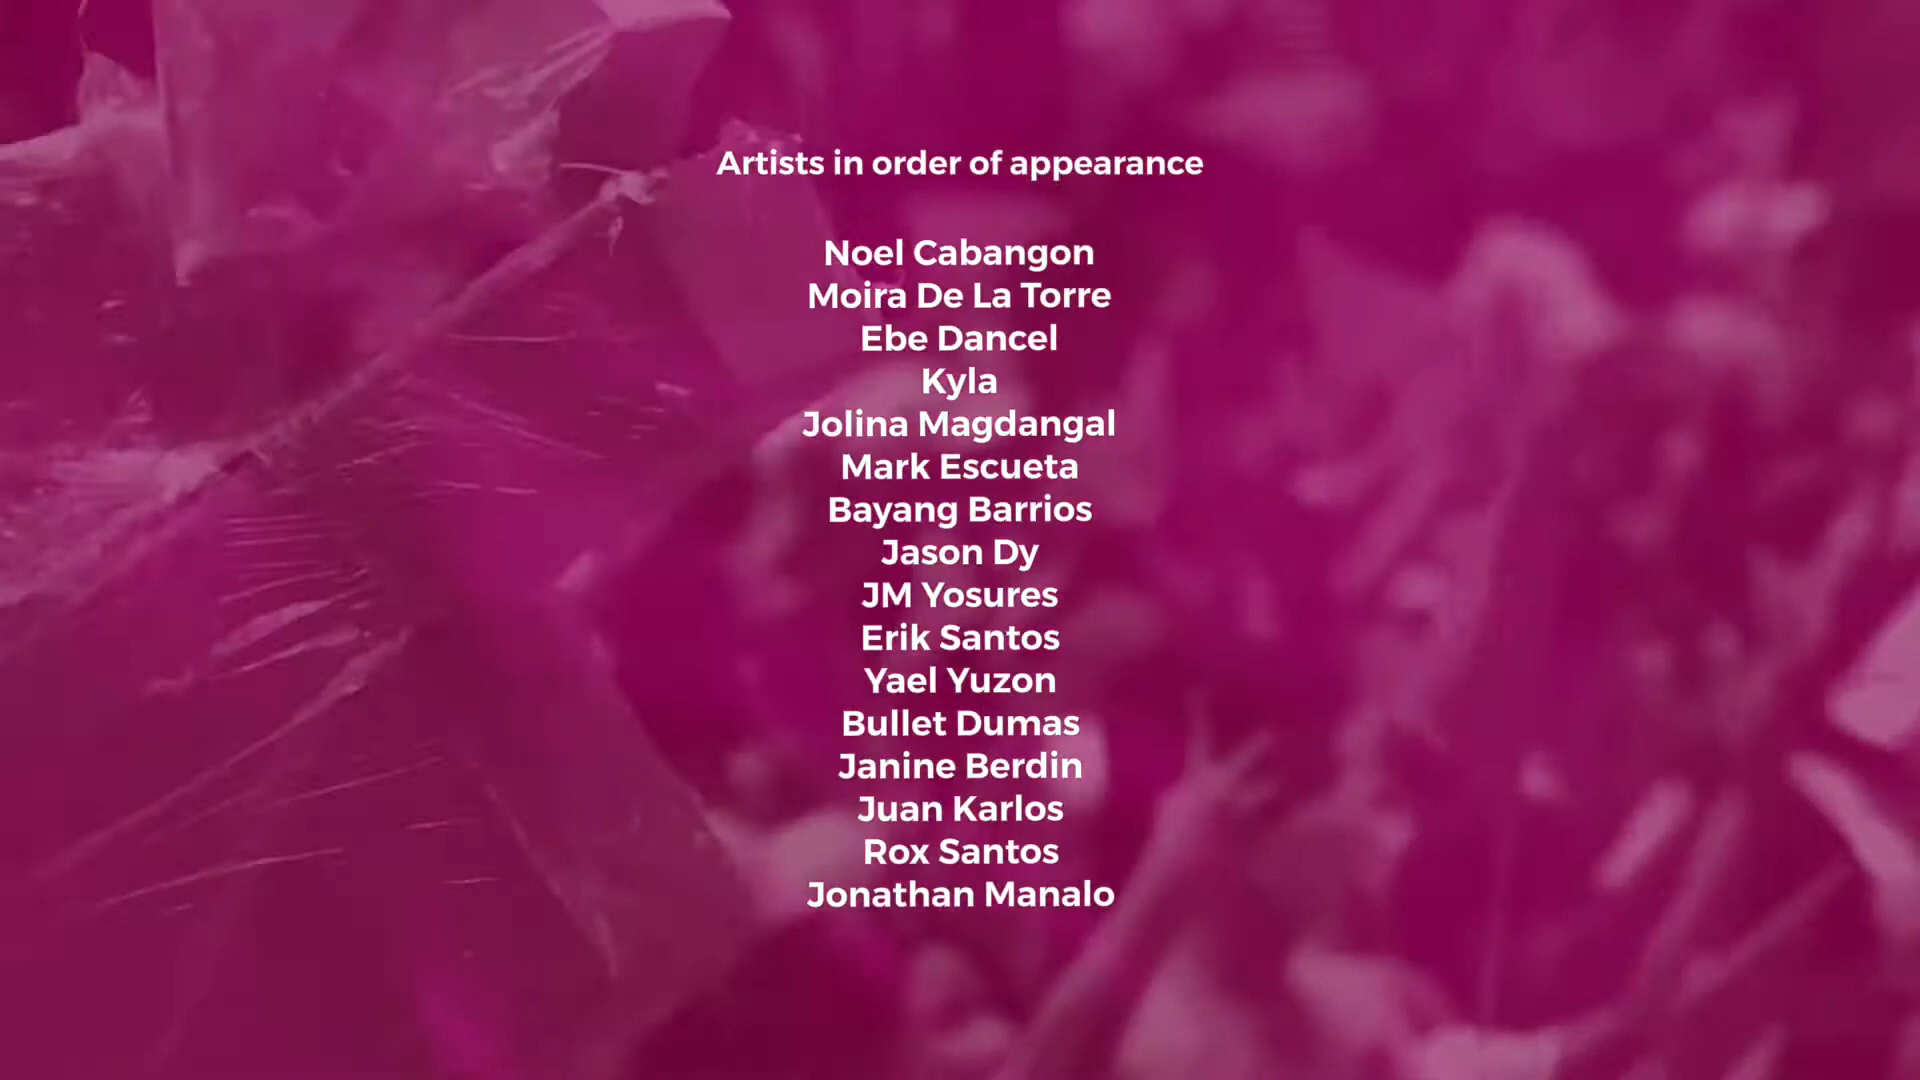 Artists in order of appearance
Noel Cabangon
Moira De La Torre
Ebe Dancel
Kyla
Jolina Magdangal
Mark Escueta
Bayang Barrios
Jason Dy
JM Yosures
Erik Santos
Yael Yuzon
Bullet Dumas
Janine Berdin
Juan Karlos
Rox Santos
Jonathan Manalo